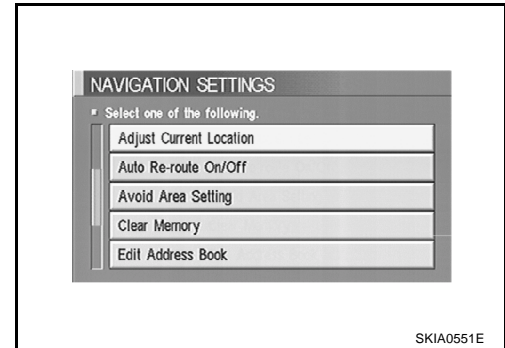 NAVIGATION SETTINGS
Select one of the following.
Adjust Current Location
Auto Re-route On/Off
Avoid Area Setting
Clear Memory
Edit Address Book
SKIA0551E